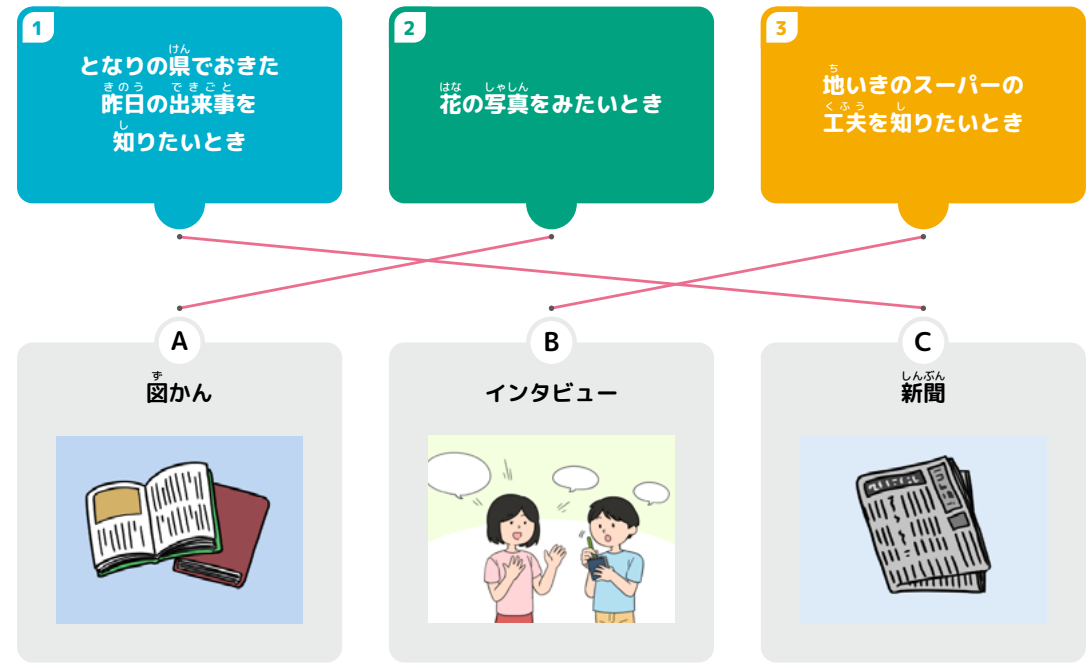 1
となりの県でおきた
昨日の出来事を
知りたいとき
2
花の写真をみたいとき
3
地いきのスーパーの
工夫を知りたいとき
A
図かん
B
インタビュー
C
新聞